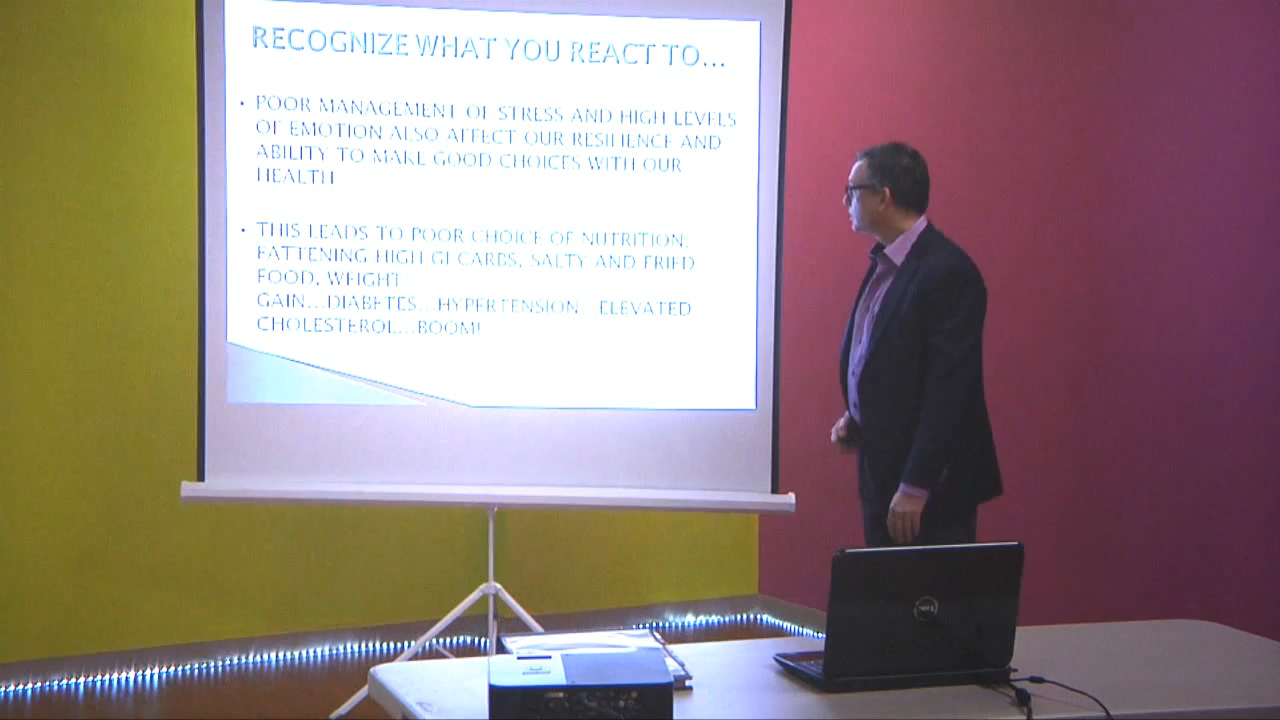 RECOGNIZE WHAT YOU REACT TO...
• POOR MANAGEMENT OF STRESS AND HIGH LEVELS
OF EMOTION ALSO AFFECT OUR RESILIENCE AND
ABILITY TO MAKE GOOD CHOICES WITH OUR
HEALTH
• THIS LEADS TO POOR CHOICE OF NUTRITION:
FATTENING HIGH GI CARBS, SALTY AND FRIED
FOOD, WEIGHT
GAIN...DIABETES...HYPERTENSION...ELEVATED
CHOLESTEROL...BOOM!
DELL